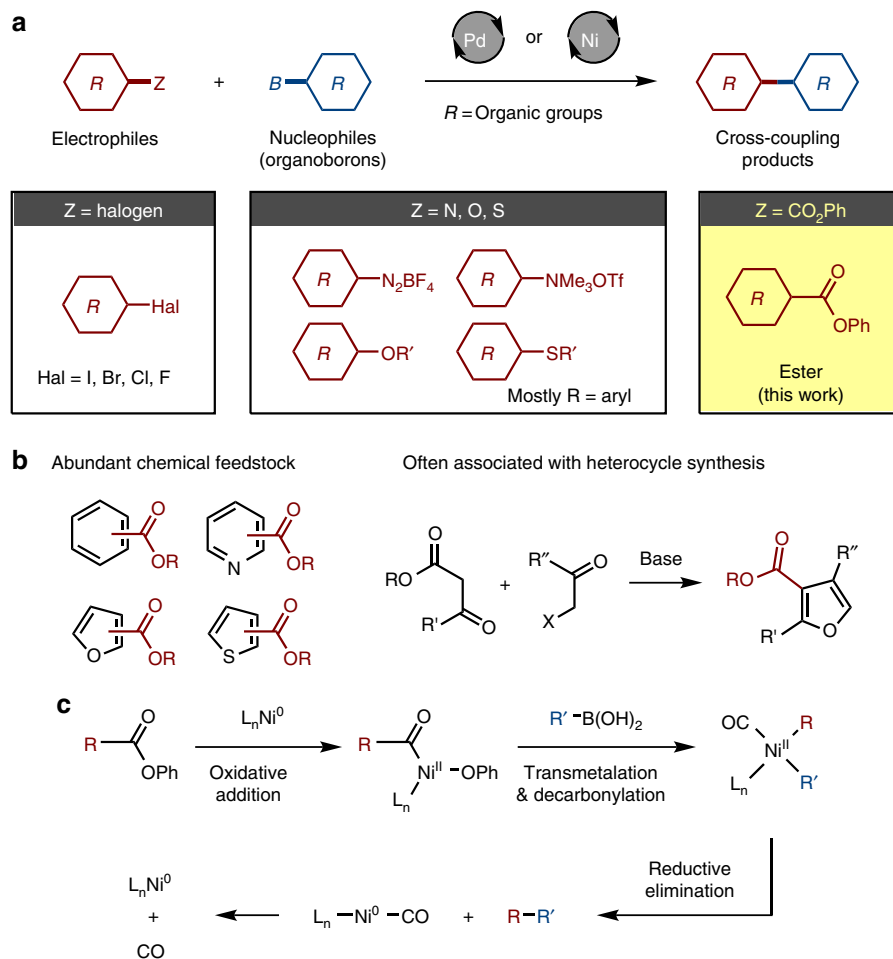 a
Pd or Ni
R Z + B R
R = Organic groups
R R
Electrophiles
Nucleophiles
(organoborons)
Cross-coupling
products
Z = halogen
R Hal
Hal = I, Br, Cl, F
Z = N, O, S
R N₂BF₄
R NMe₃OTf
R OR′
R SR′
Mostly R = aryl
Z = CO₂Ph
R O
OPh
Ester
(this work)
b
Abundant chemical feedstock
Often associated with heterocycle synthesis
O
OR
N
O
OR
O
O
OR
S
O
OR
O
RO
R′
O
+
R″
O
X
Base
O
RO
R″
R′
O
c
R
O
OPh
LₙNi⁰
Oxidative
addition
R
O
Niᴵᴵ OPh
Lₙ
R′ B(OH)₂
Transmetalation
& decarbonylation
OC
R
Niᴵᴵ
Lₙ
R′
Reductive
elimination
LₙNi⁰
+
CO
Lₙ Ni⁰ CO + R R′